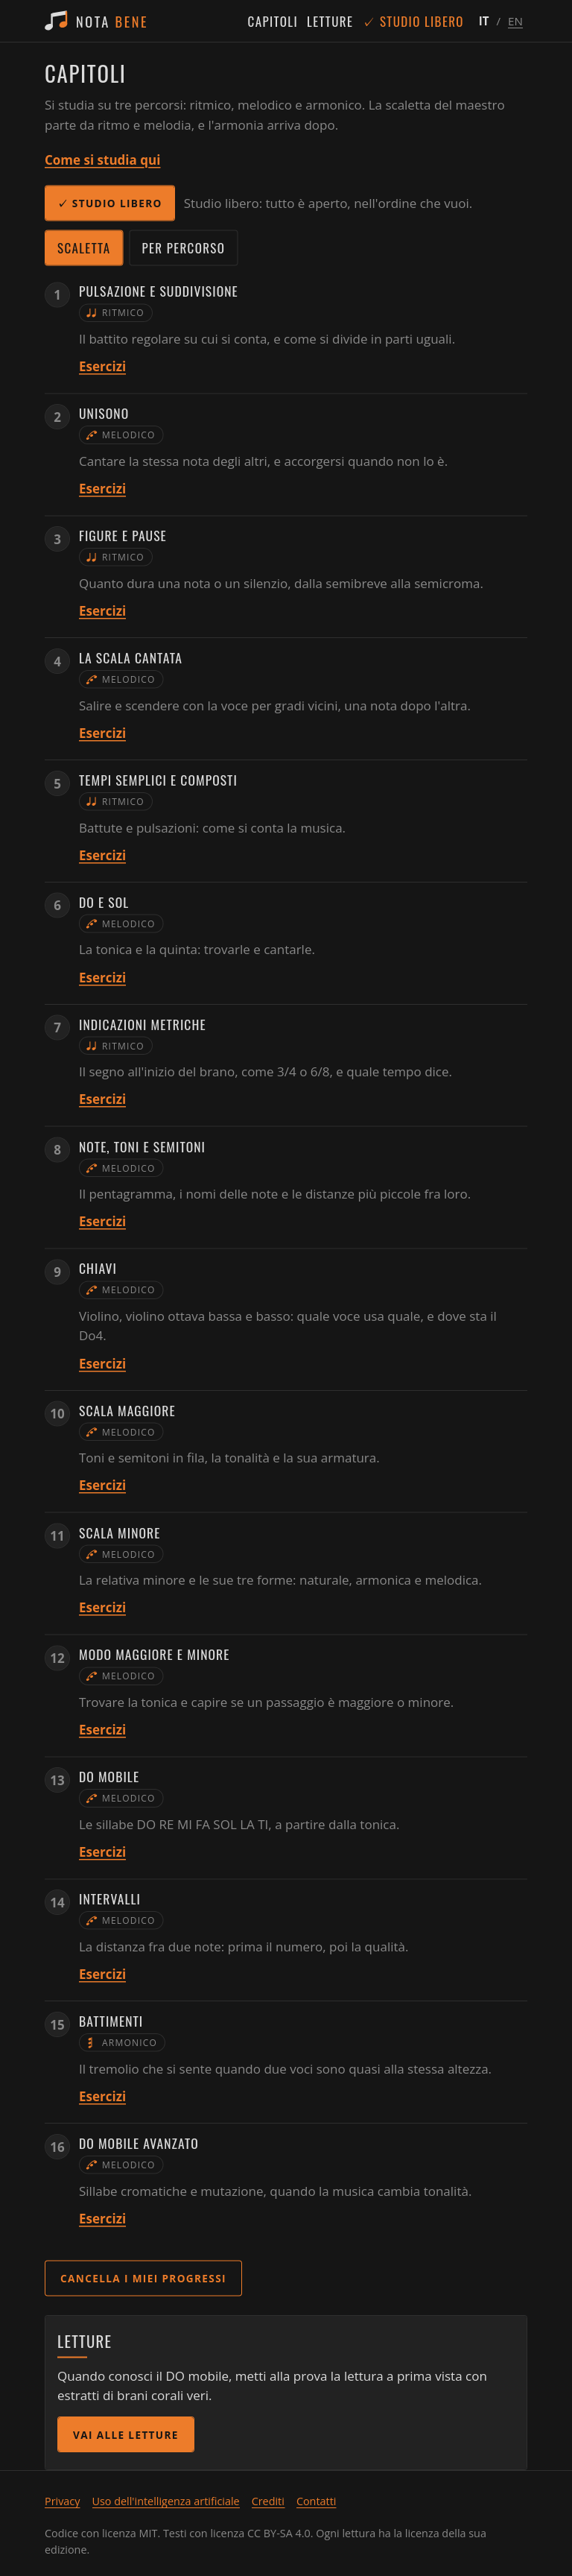 NOTA BENE
CAPITOLI LETTURE ✓ STUDIO LIBERO IT / EN
CAPITOLI
Si studia su tre percorsi: ritmico, melodico e armonico. La scaletta del maestro
parte da ritmo e melodia, e l'armonia arriva dopo.
Come si studia qui
✓ STUDIO LIBERO
Studio libero: tutto è aperto, nell'ordine che vuoi.
SCALETTA
PER PERCORSO
1 PULSAZIONE E SUDDIVISIONE
RITMICO
Il battito regolare su cui si conta, e come si divide in parti uguali.
Esercizi
2 UNISONO
MELODICO
Cantare la stessa nota degli altri, e accorgersi quando non lo è.
Esercizi
3 FIGURE E PAUSE
RITMICO
Quanto dura una nota o un silenzio, dalla semibreve alla semicroma.
Esercizi
4 LA SCALA CANTATA
MELODICO
Salire e scendere con la voce per gradi vicini, una nota dopo l'altra.
Esercizi
5 TEMPI SEMPLICI E COMPOSTI
RITMICO
Battute e pulsazioni: come si conta la musica.
Esercizi
6 DO E SOL
MELODICO
La tonica e la quinta: trovarle e cantarle.
Esercizi
7 INDICAZIONI METRICHE
RITMICO
Il segno all'inizio del brano, come 3/4 o 6/8, e quale tempo dice.
Esercizi
8 NOTE, TONI E SEMITONI
MELODICO
Il pentagramma, i nomi delle note e le distanze più piccole fra loro.
Esercizi
9 CHIAVI
MELODICO
Violino, violino ottava bassa e basso: quale voce usa quale, e dove sta il
Do4.
Esercizi
10 SCALA MAGGIORE
MELODICO
Toni e semitoni in fila, la tonalità e la sua armatura.
Esercizi
11 SCALA MINORE
MELODICO
La relativa minore e le sue tre forme: naturale, armonica e melodica.
Esercizi
12 MODO MAGGIORE E MINORE
MELODICO
Trovare la tonica e capire se un passaggio è maggiore o minore.
Esercizi
13 DO MOBILE
MELODICO
Le sillabe DO RE MI FA SOL LA TI, a partire dalla tonica.
Esercizi
14 INTERVALLI
MELODICO
La distanza fra due note: prima il numero, poi la qualità.
Esercizi
15 BATTIMENTI
ARMONICO
Il tremolio che si sente quando due voci sono quasi alla stessa altezza.
Esercizi
16 DO MOBILE AVANZATO
MELODICO
Sillabe cromatiche e mutazione, quando la musica cambia tonalità.
Esercizi
CANCELLA I MIEI PROGRESSI
LETTURE
Quando conosci il DO mobile, metti alla prova la lettura a prima vista con
estratti di brani corali veri.
VAI ALLE LETTURE
Privacy Uso dell'intelligenza artificiale Crediti Contatti
Codice con licenza MIT. Testi con licenza CC BY-SA 4.0. Ogni lettura ha la licenza della sua
edizione.